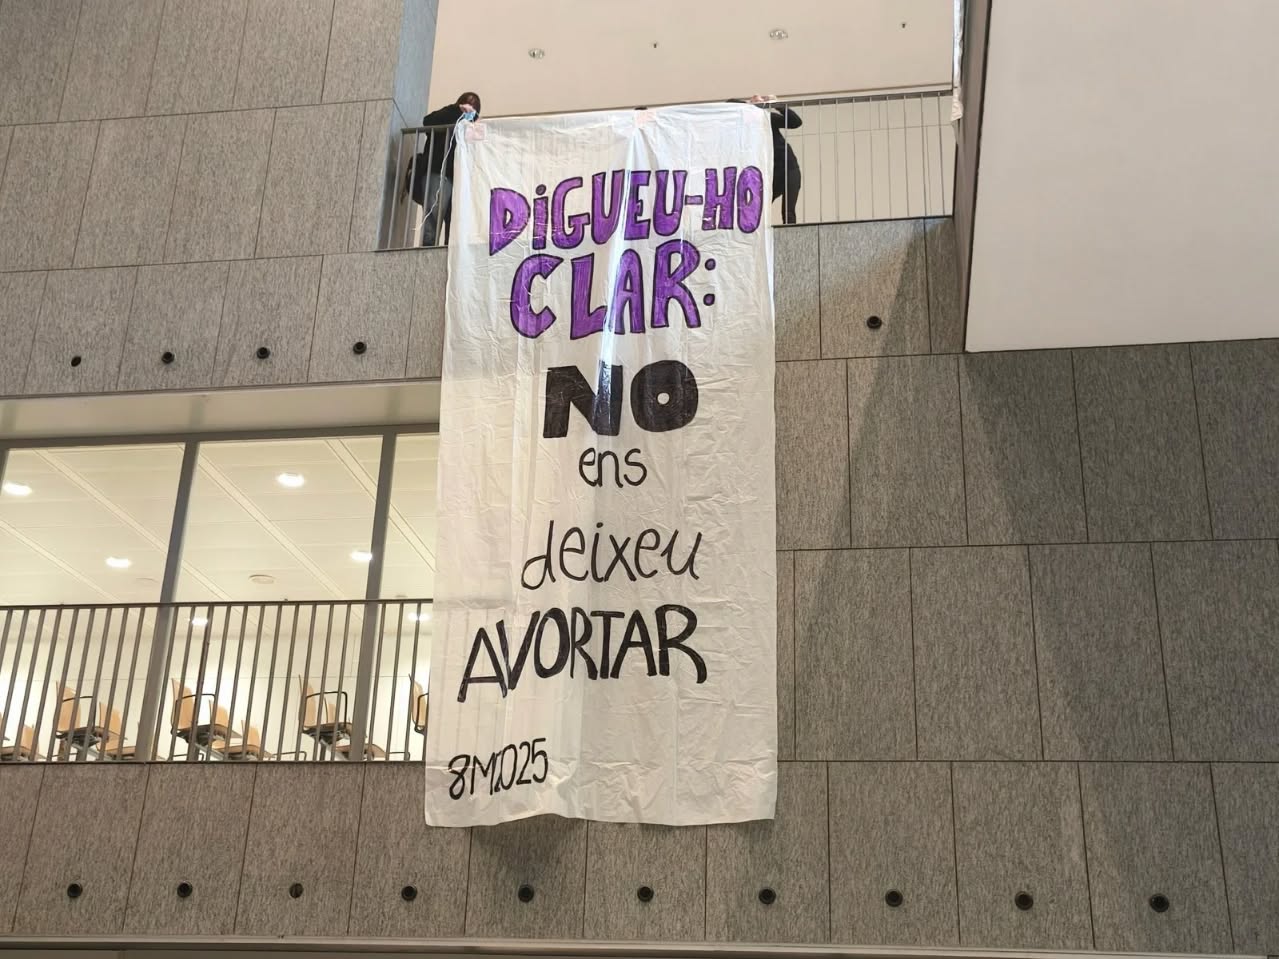 DiGUEU-HO
CLAR:
NO
ens
deixeu
AVORTAR
8M2025